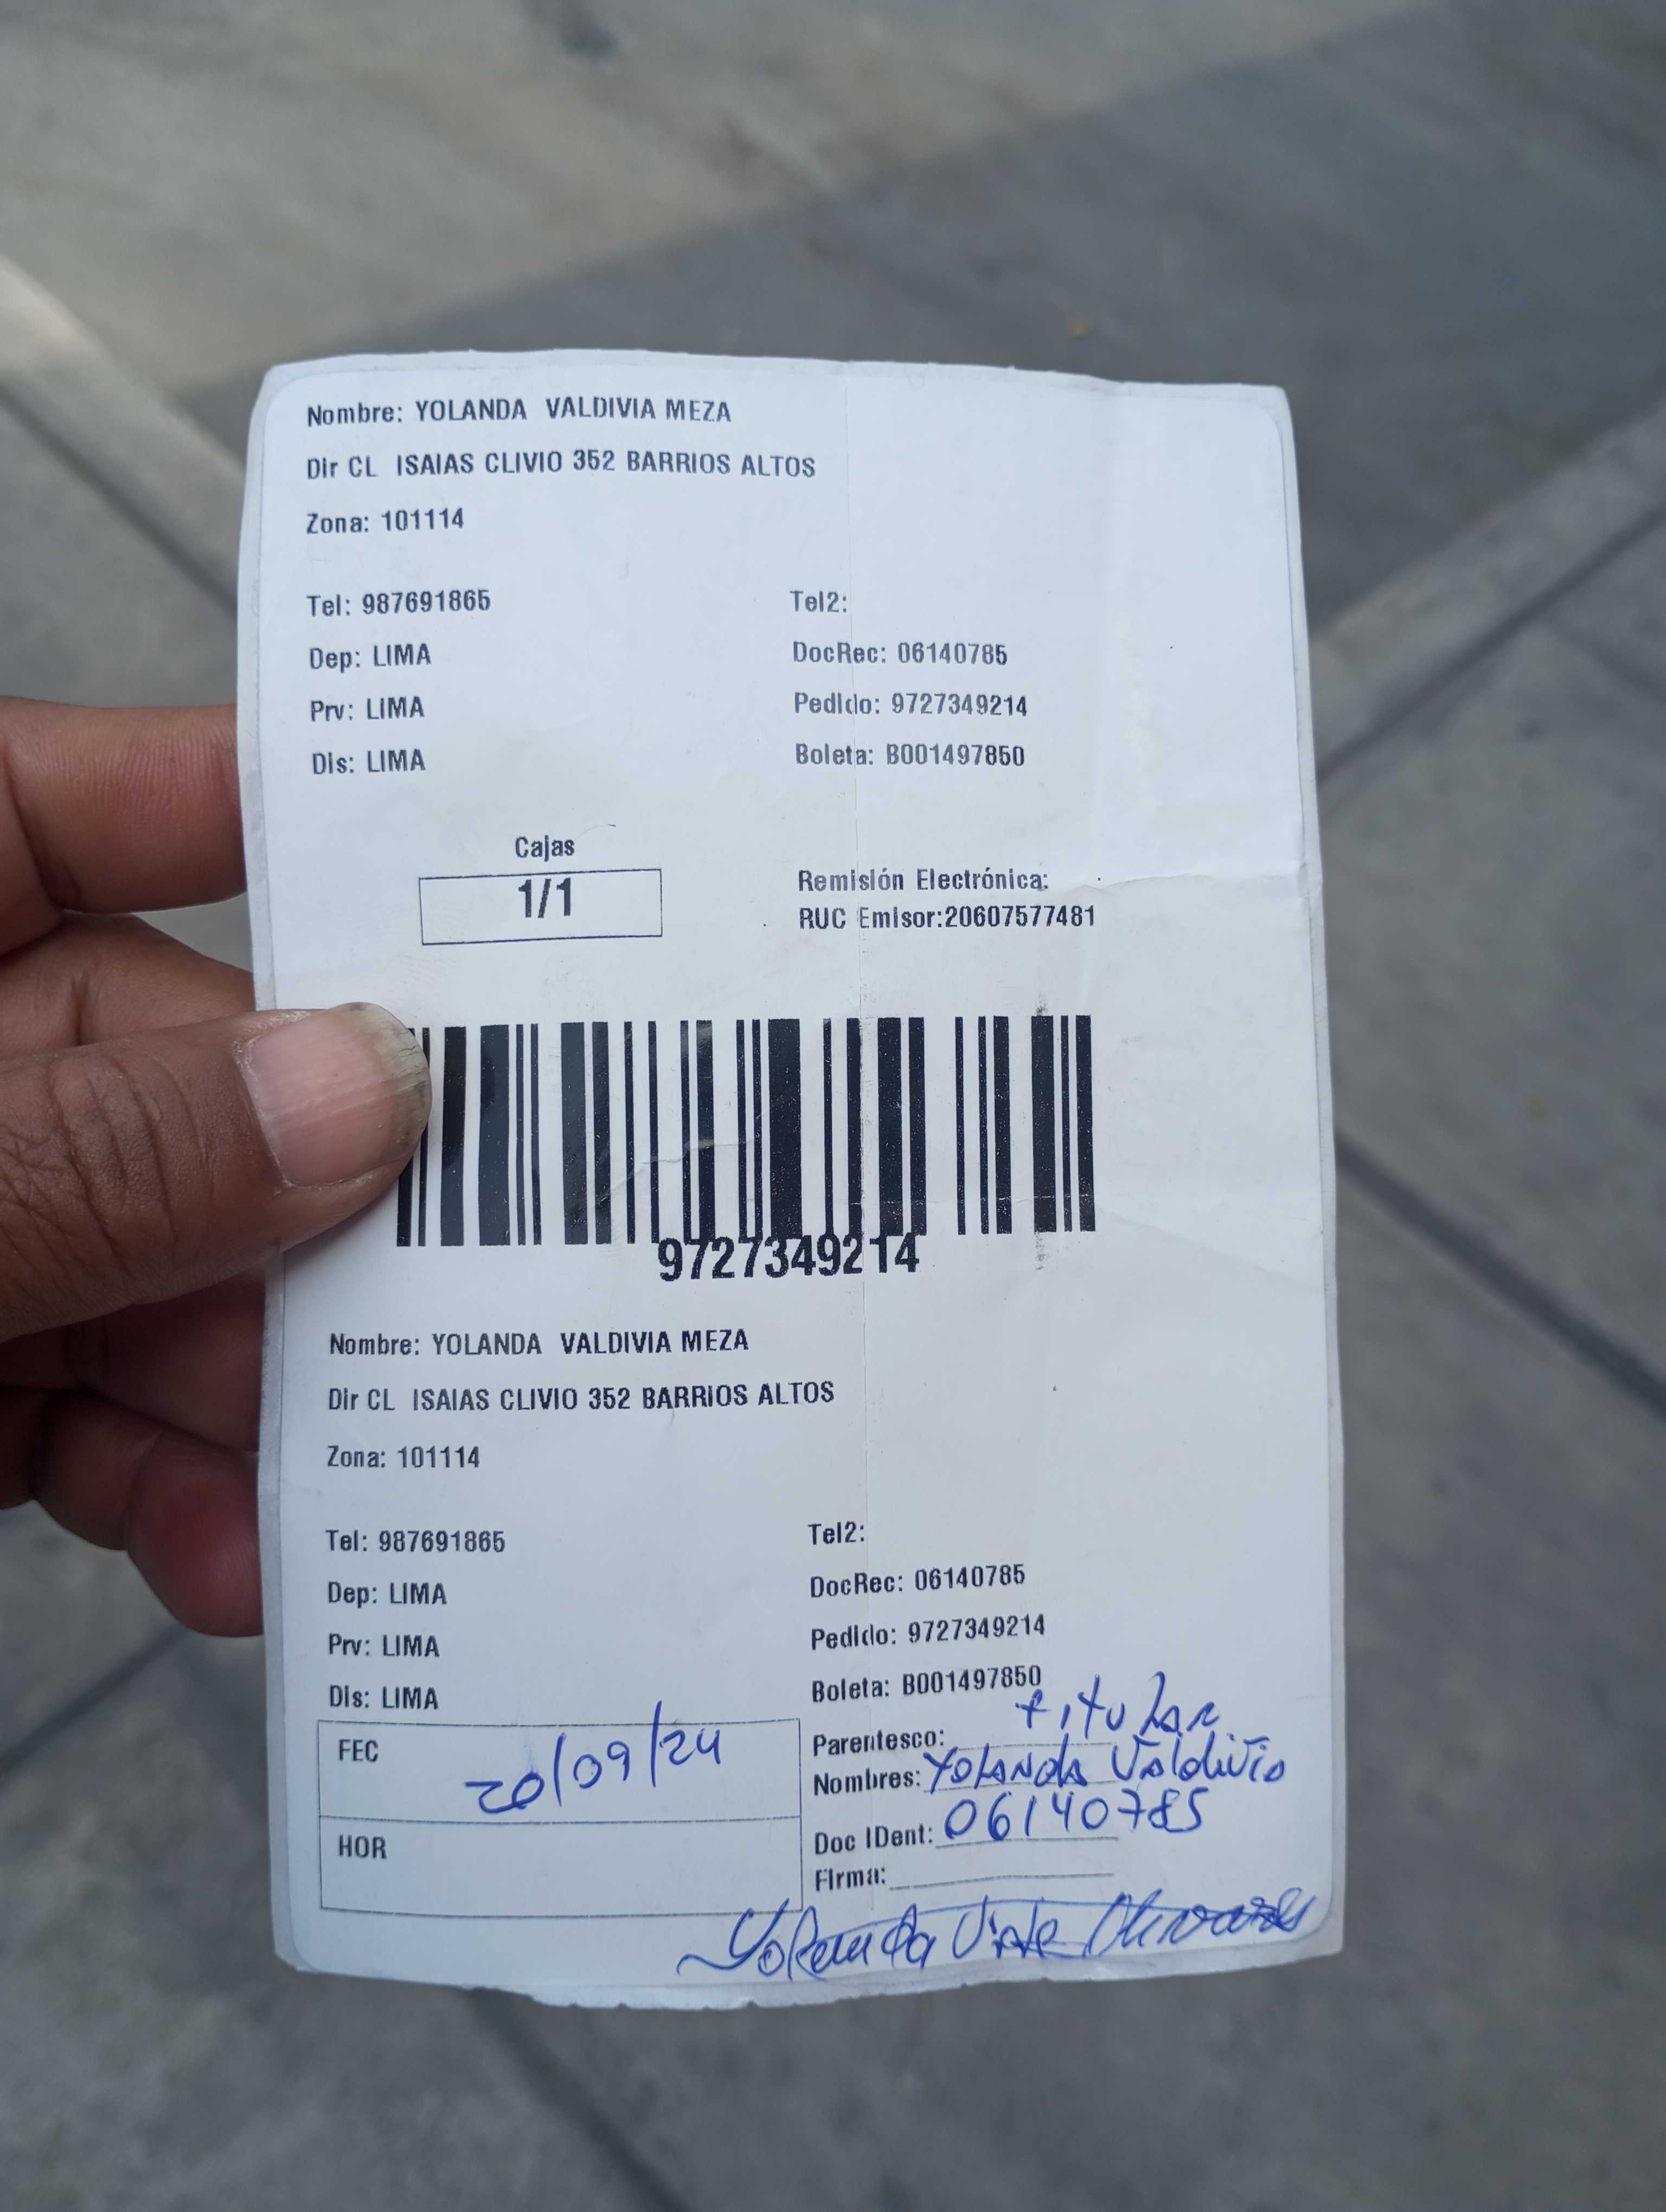 Nombre: YOLANDA VALDIVIA MEZA
Dir CL ISAIAS CLIVIO 352 BARRIOS ALTOS
Zona: 101114
Tel: 987691865 Tel2:
Dep: LIMA DocRec: 06140785
Prv: LIMA Pedido: 9727349214
Dis: LIMA Boleta: B001497850
Cajas
1/1
Remisión Electrónica:
RUC Emisor:20607577481
9727349214
Nombre: YOLANDA VALDIVIA MEZA
Dir CL ISAIAS CLIVIO 352 BARRIOS ALTOS
Zona: 101114
Tel: 987691865 Tel2:
Dep: LIMA DocRec: 06140785
Prv: LIMA Pedido: 9727349214
Dis: LIMA Boleta: B001497850
FEC 20/09/24
HOR
Parentesco: titular
Nombres: Yolanda Valdivia
Doc IDent: 06140785
Firma:
Yolanda